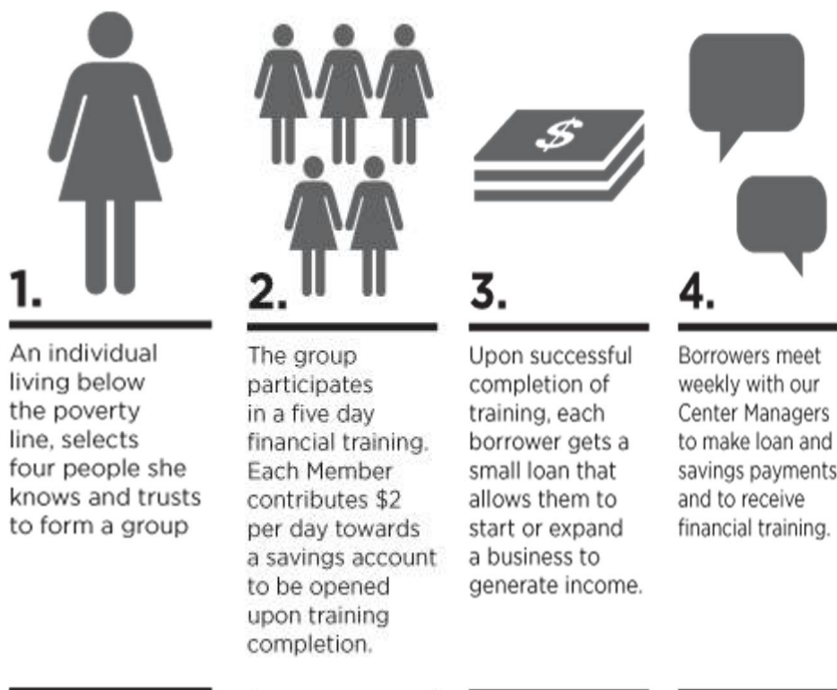 1.
An individual
living below
the poverty
line, selects
four people she
knows and trusts
to form a group
2.
The group
participates
in a five day
financial training.
Each Member
contributes $2
per day towards
a savings account
to be opened
upon training
completion.
$
3.
Upon successful
completion of
training, each
borrower gets a
small loan that
allows them to
start or expand
a business to
generate income.
4.
Borrowers meet
weekly with our
Center Managers
to make loan and
savings payments
and to receive
financial training.